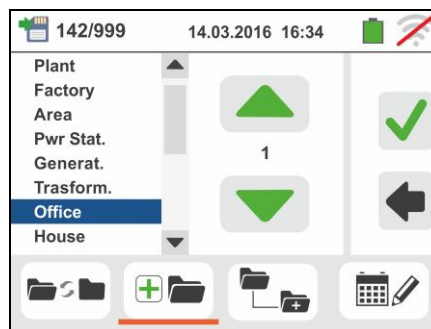 142/999 14.03.2016 16:34
Plant
Factory
Area
Pwr Stat.
Generat.
Trasform.
Office
House
1